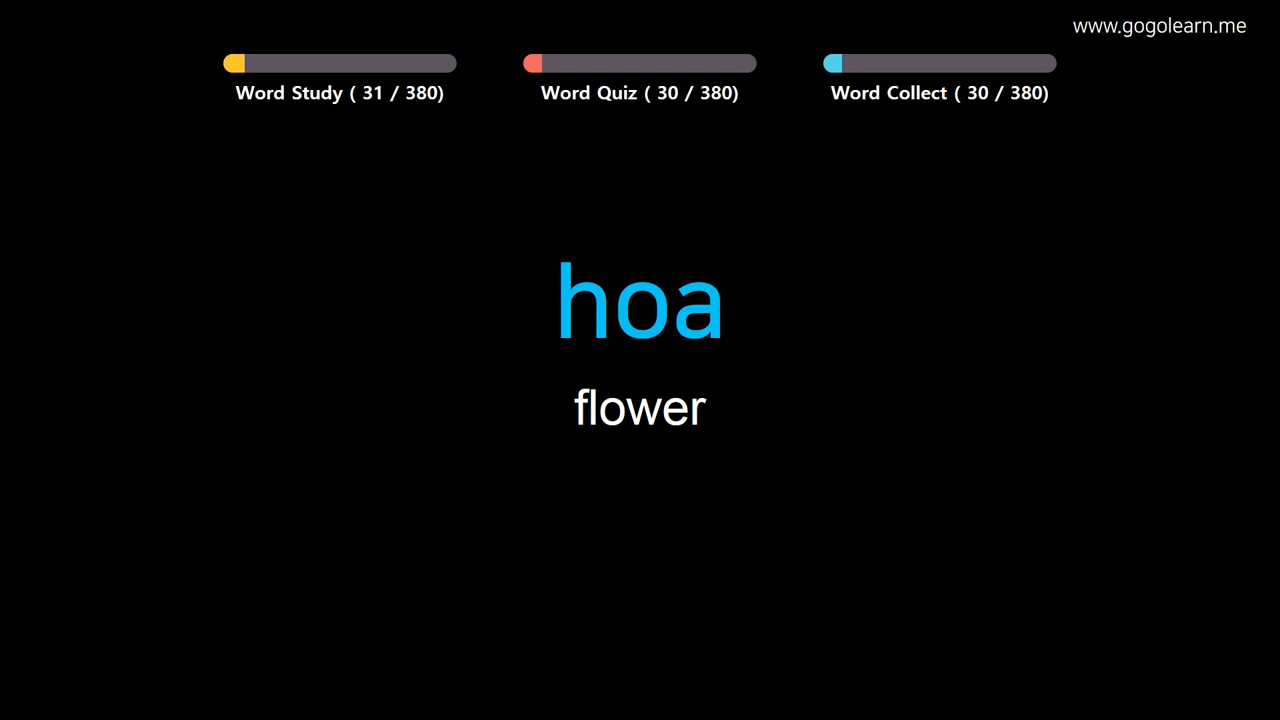 www.gogolearn.me
Word Study ( 31 / 380)
Word Quiz ( 30 / 380)
Word Collect ( 30 / 380)
hoa
flower